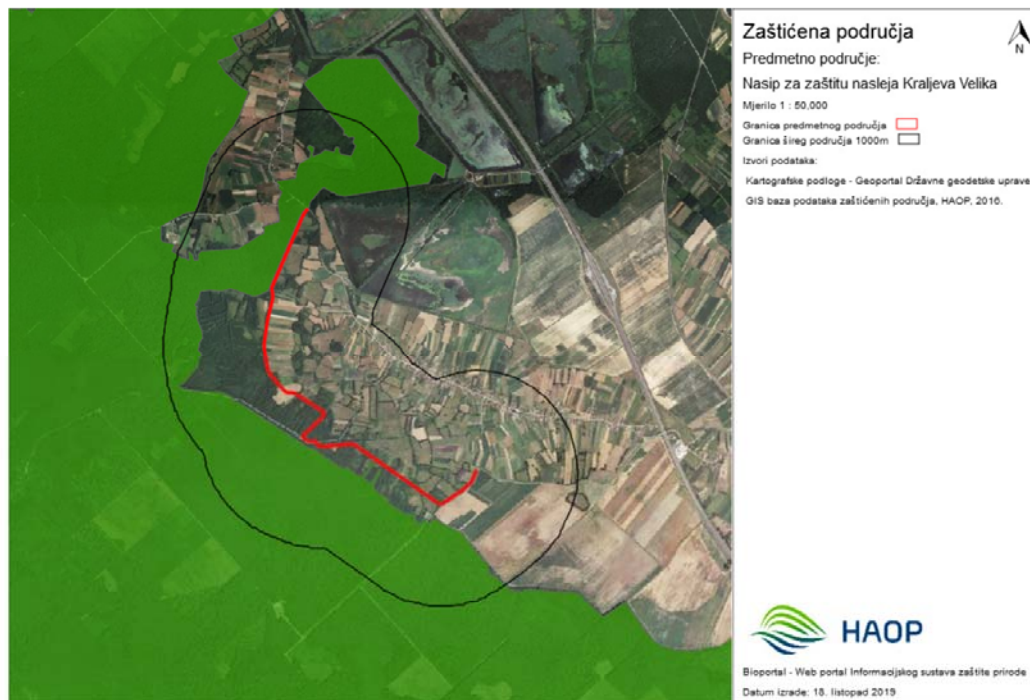 Zaštićena područja
N
Predmetno područje:
Nasip za zaštitu nasleja Kraljeva Velika
Mjerilo 1 : 50,000
Granica predmetnog područja
Granica šireg područja 1000m
Izvori podataka:
Kartografske podloge - Geoportal Državne geodetske uprave
GIS baza podataka zaštićenih područja, HAOP, 2016.
HAOP
Bioportal - Web portal Informacijskog sustava zaštite prirode
Datum izrade: 18. listopad 2019